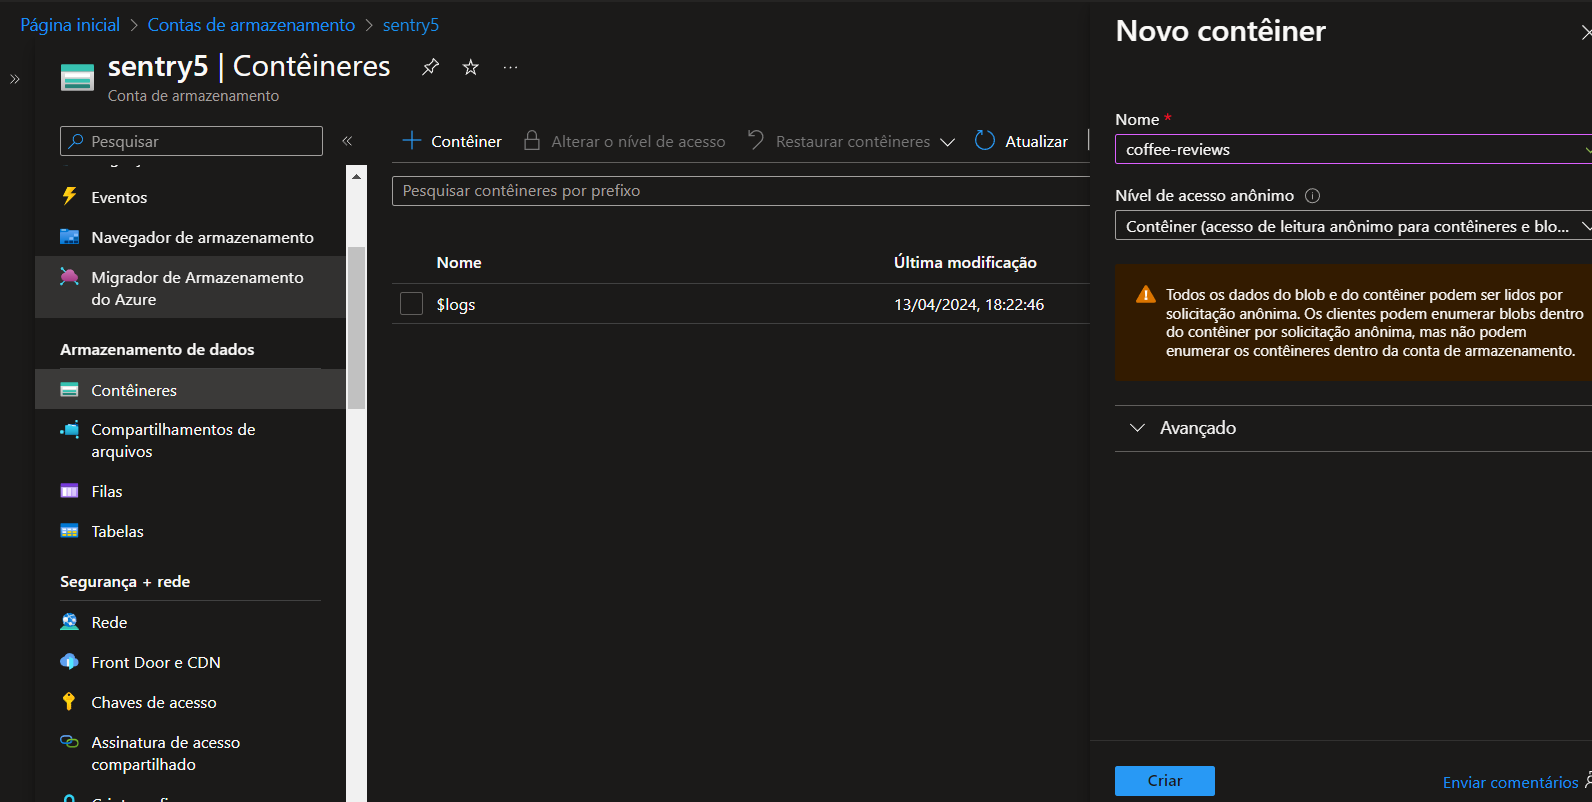 Página inicial > Contas de armazenamento > sentry5
sentry5 | Contêineres
...
Conta de armazenamento
Pesquisar
Eventos
Navegador de armazenamento
Migrador de Armazenamento
do Azure
Armazenamento de dados
Contêineres
Compartilhamentos de
arquivos
Filas
Tabelas
Segurança + rede
Rede
Front Door e CDN
Chaves de acesso
Assinatura de acesso
compartilhado
Contêiner
Alterar o nível de acesso
Restaurar contêineres
Atualizar
Pesquisar contêineres por prefixo
Nome Última modificação
$logs 13/04/2024, 18:22:46
Novo contêiner
Nome *
coffee-reviews
Nível de acesso anônimo
Contêiner (acesso de leitura anônimo para contêineres e blo...
Todos os dados do blob e do contêiner podem ser lidos por
solicitação anônima. Os clientes podem enumerar blobs dentro
do contêiner por solicitação anônima, mas não podem
enumerar os contêineres dentro da conta de armazenamento.
Avançado
Criar
Enviar comentários